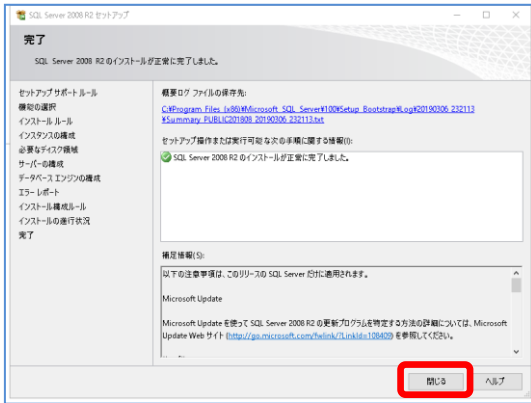 SQL Server 2008 R2 セットアップ
完了
SQL Server 2008 R2 のインストールが正常に完了しました。
セットアップ サポート ルール
機能の選択
インストール ルール
インスタンスの構成
必要なディスク領域
サーバーの構成
データベース エンジンの構成
エラー レポート
インストール構成ルール
インストールの進行状況
完了
概要ログ ファイルの保存先:
C:¥Program Files (x86)¥Microsoft SQL Server¥100¥Setup Bootstrap¥Log¥20190306_232113
¥Summary_PUBLIC201808_20190306_232113.txt
セットアップ操作または実行可能な次の手順に関する情報(I):
SQL Server 2008 R2 のインストールが正常に完了しました。
補足情報(S):
以下の注意事項は、このリリースの SQL Server だけに適用されます。
Microsoft Update
Microsoft Update を使って SQL Server 2008 R2 の更新プログラムを特定する方法の詳細については、Microsoft
Update Web サイト (http://go.microsoft.com/fwlink/?LinkId=108409) を参照してください。
閉じる
ヘルプ